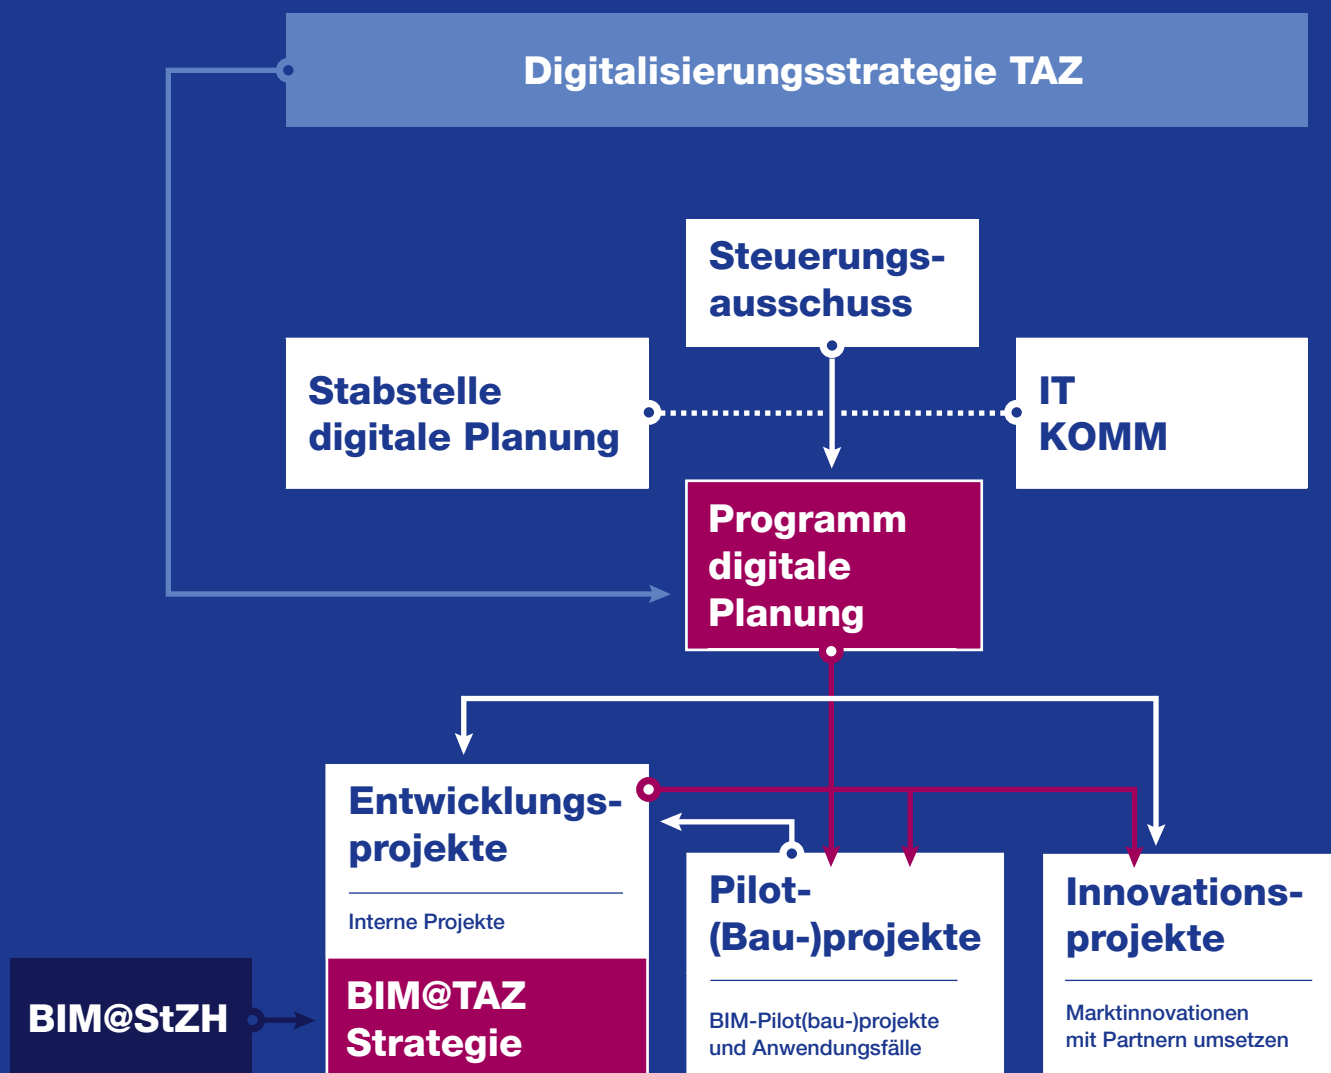 Digitalisierungsstrategie TAZ
Steuerungs-
ausschuss
Stabstelle
digitale Planung
IT
KOMM
Programm
digitale
Planung
Entwicklungs-
projekte
Interne Projekte
Pilot-
(Bau-)projekte
BIM-Pilot(bau-)projekte
und Anwendungsfälle
Innovations-
projekte
Marktinnovationen
mit Partnern umsetzen
BIM@StZH
BIM@TAZ
Strategie